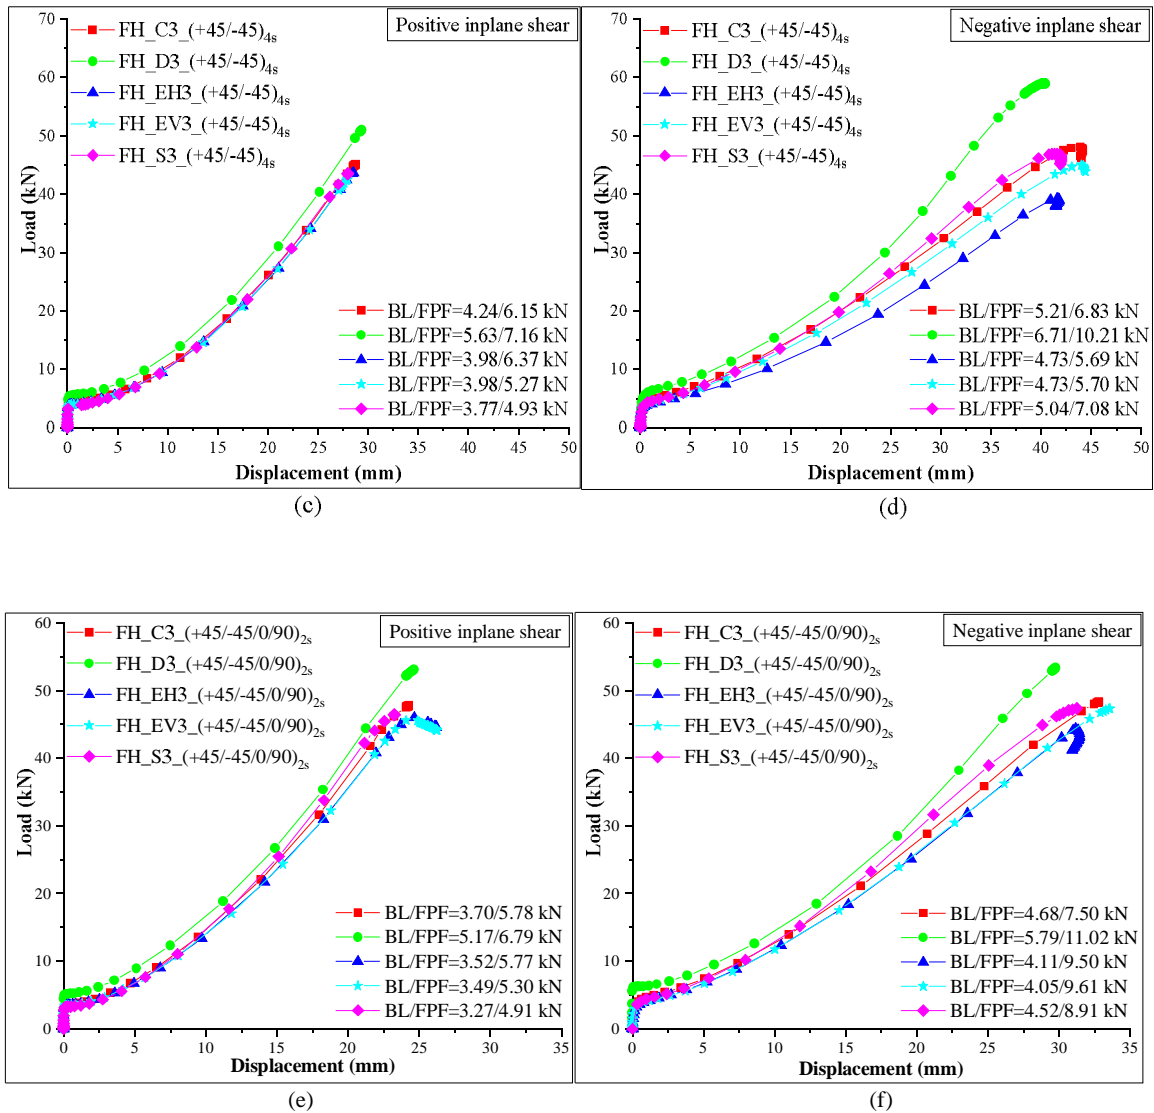 Positive inplane shear
FH_C3_(+45/-45)4s
FH_D3_(+45/-45)4s
FH_EH3_(+45/-45)4s
FH_EV3_(+45/-45)4s
FH_S3_(+45/-45)4s
70
60
50
40
30
20
10
0
Load (kN)
BL/FPF=4.24/6.15 kN
BL/FPF=5.63/7.16 kN
BL/FPF=3.98/6.37 kN
BL/FPF=3.98/5.27 kN
BL/FPF=3.77/4.93 kN
0 5 10 15 20 25 30 35 40 45 50
Displacement (mm)
(c)
Negative inplane shear
FH_C3_(+45/-45)4s
FH_D3_(+45/-45)4s
FH_EH3_(+45/-45)4s
FH_EV3_(+45/-45)4s
FH_S3_(+45/-45)4s
70
60
50
40
30
20
10
0
Load (kN)
BL/FPF=5.21/6.83 kN
BL/FPF=6.71/10.21 kN
BL/FPF=4.73/5.69 kN
BL/FPF=4.73/5.70 kN
BL/FPF=5.04/7.08 kN
0 5 10 15 20 25 30 35 40 45 50
Displacement (mm)
(d)
Positive inplane shear
FH_C3_(+45/-45/0/90)2s
FH_D3_(+45/-45/0/90)2s
FH_EH3_(+45/-45/0/90)2s
FH_EV3_(+45/-45/0/90)2s
FH_S3_(+45/-45/0/90)2s
60
50
40
30
20
10
0
Load (kN)
BL/FPF=3.70/5.78 kN
BL/FPF=5.17/6.79 kN
BL/FPF=3.52/5.77 kN
BL/FPF=3.49/5.30 kN
BL/FPF=3.27/4.91 kN
0 5 10 15 20 25 30 35
Displacement (mm)
(e)
Negative inplane shear
FH_C3_(+45/-45/0/90)2s
FH_D3_(+45/-45/0/90)2s
FH_EH3_(+45/-45/0/90)2s
FH_EV3_(+45/-45/0/90)2s
FH_S3_(+45/-45/0/90)2s
60
50
40
30
20
10
0
Load (kN)
BL/FPF=4.68/7.50 kN
BL/FPF=5.79/11.02 kN
BL/FPF=4.11/9.50 kN
BL/FPF=4.05/9.61 kN
BL/FPF=4.52/8.91 kN
0 5 10 15 20 25 30 35
Displacement (mm)
(f)